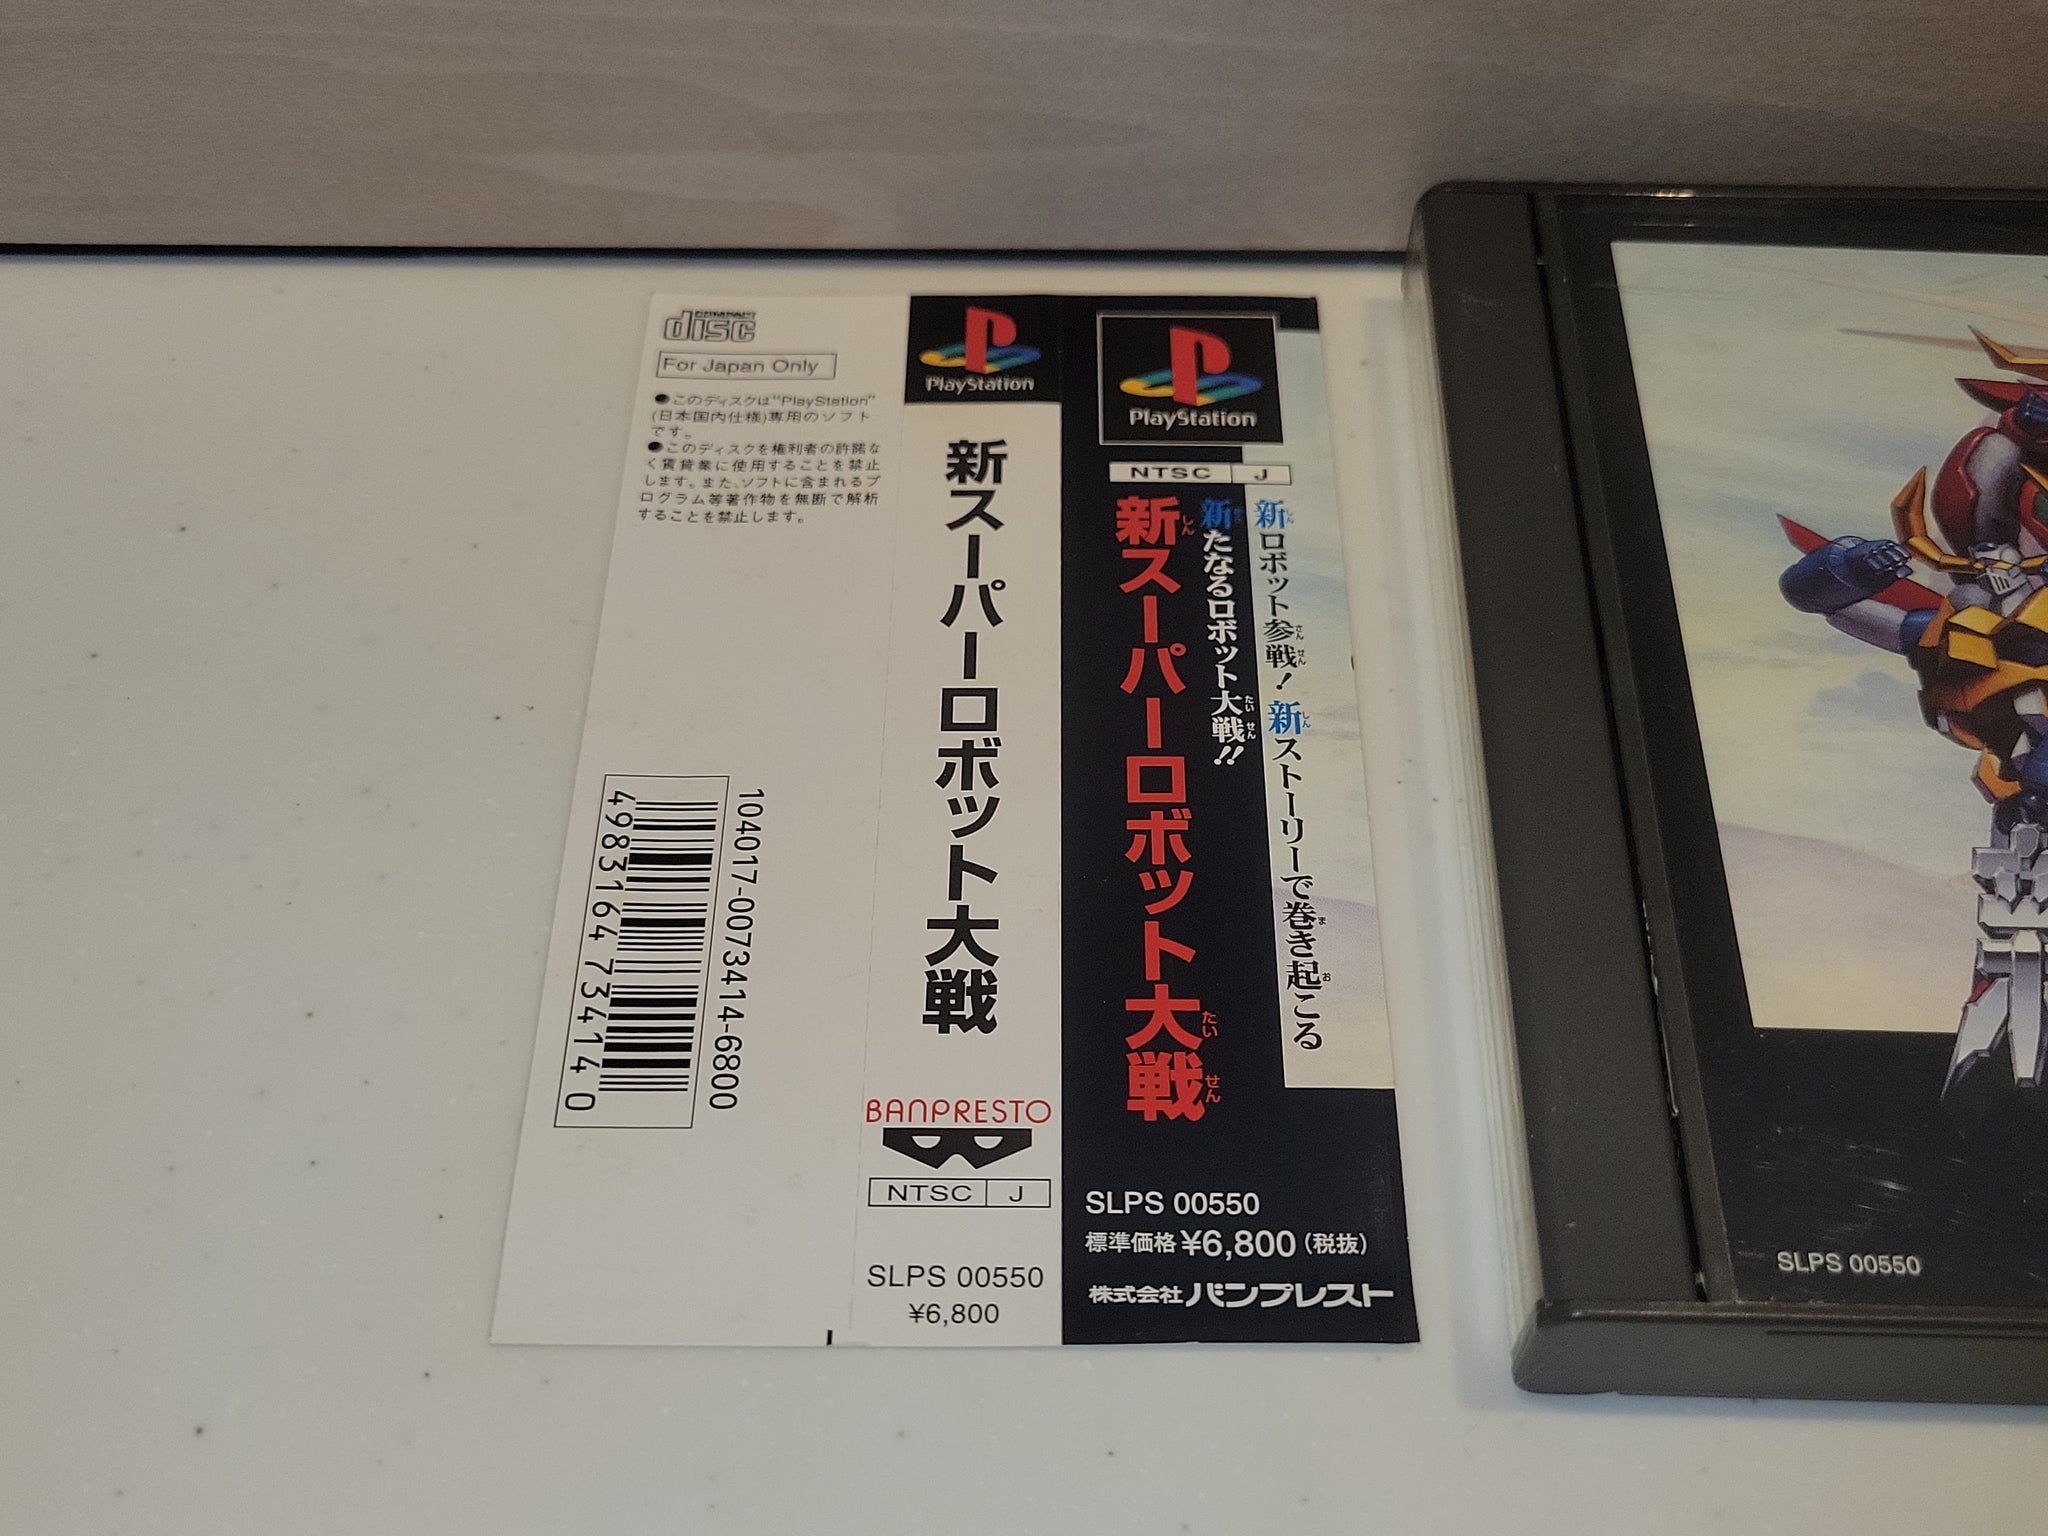 COMPACT
disc
For Japan Only
●このディスクは"PlayStation"
(日本国内仕様)専用のソフト
です。
●このディスクを権利者の許諾な
く賃貸業に使用することを禁止
します。また、ソフトに含まれるプ
ログラム等著作物を無断で解析
することを禁止します。
104017-0073414-6800
4983164 734140
PlayStation
新スーパーロボット大戦
BANPRESTO
NTSC J
SLPS 00550
¥6,800
PlayStation
NTSC J
新ロボット参戦!新ストーリーで巻き起こる
新たなるロボット大戦!!
新スーパーロボット大戦
SLPS 00550
標準価格¥6,800(税抜)
株式会社バンプレスト
SLPS 00550